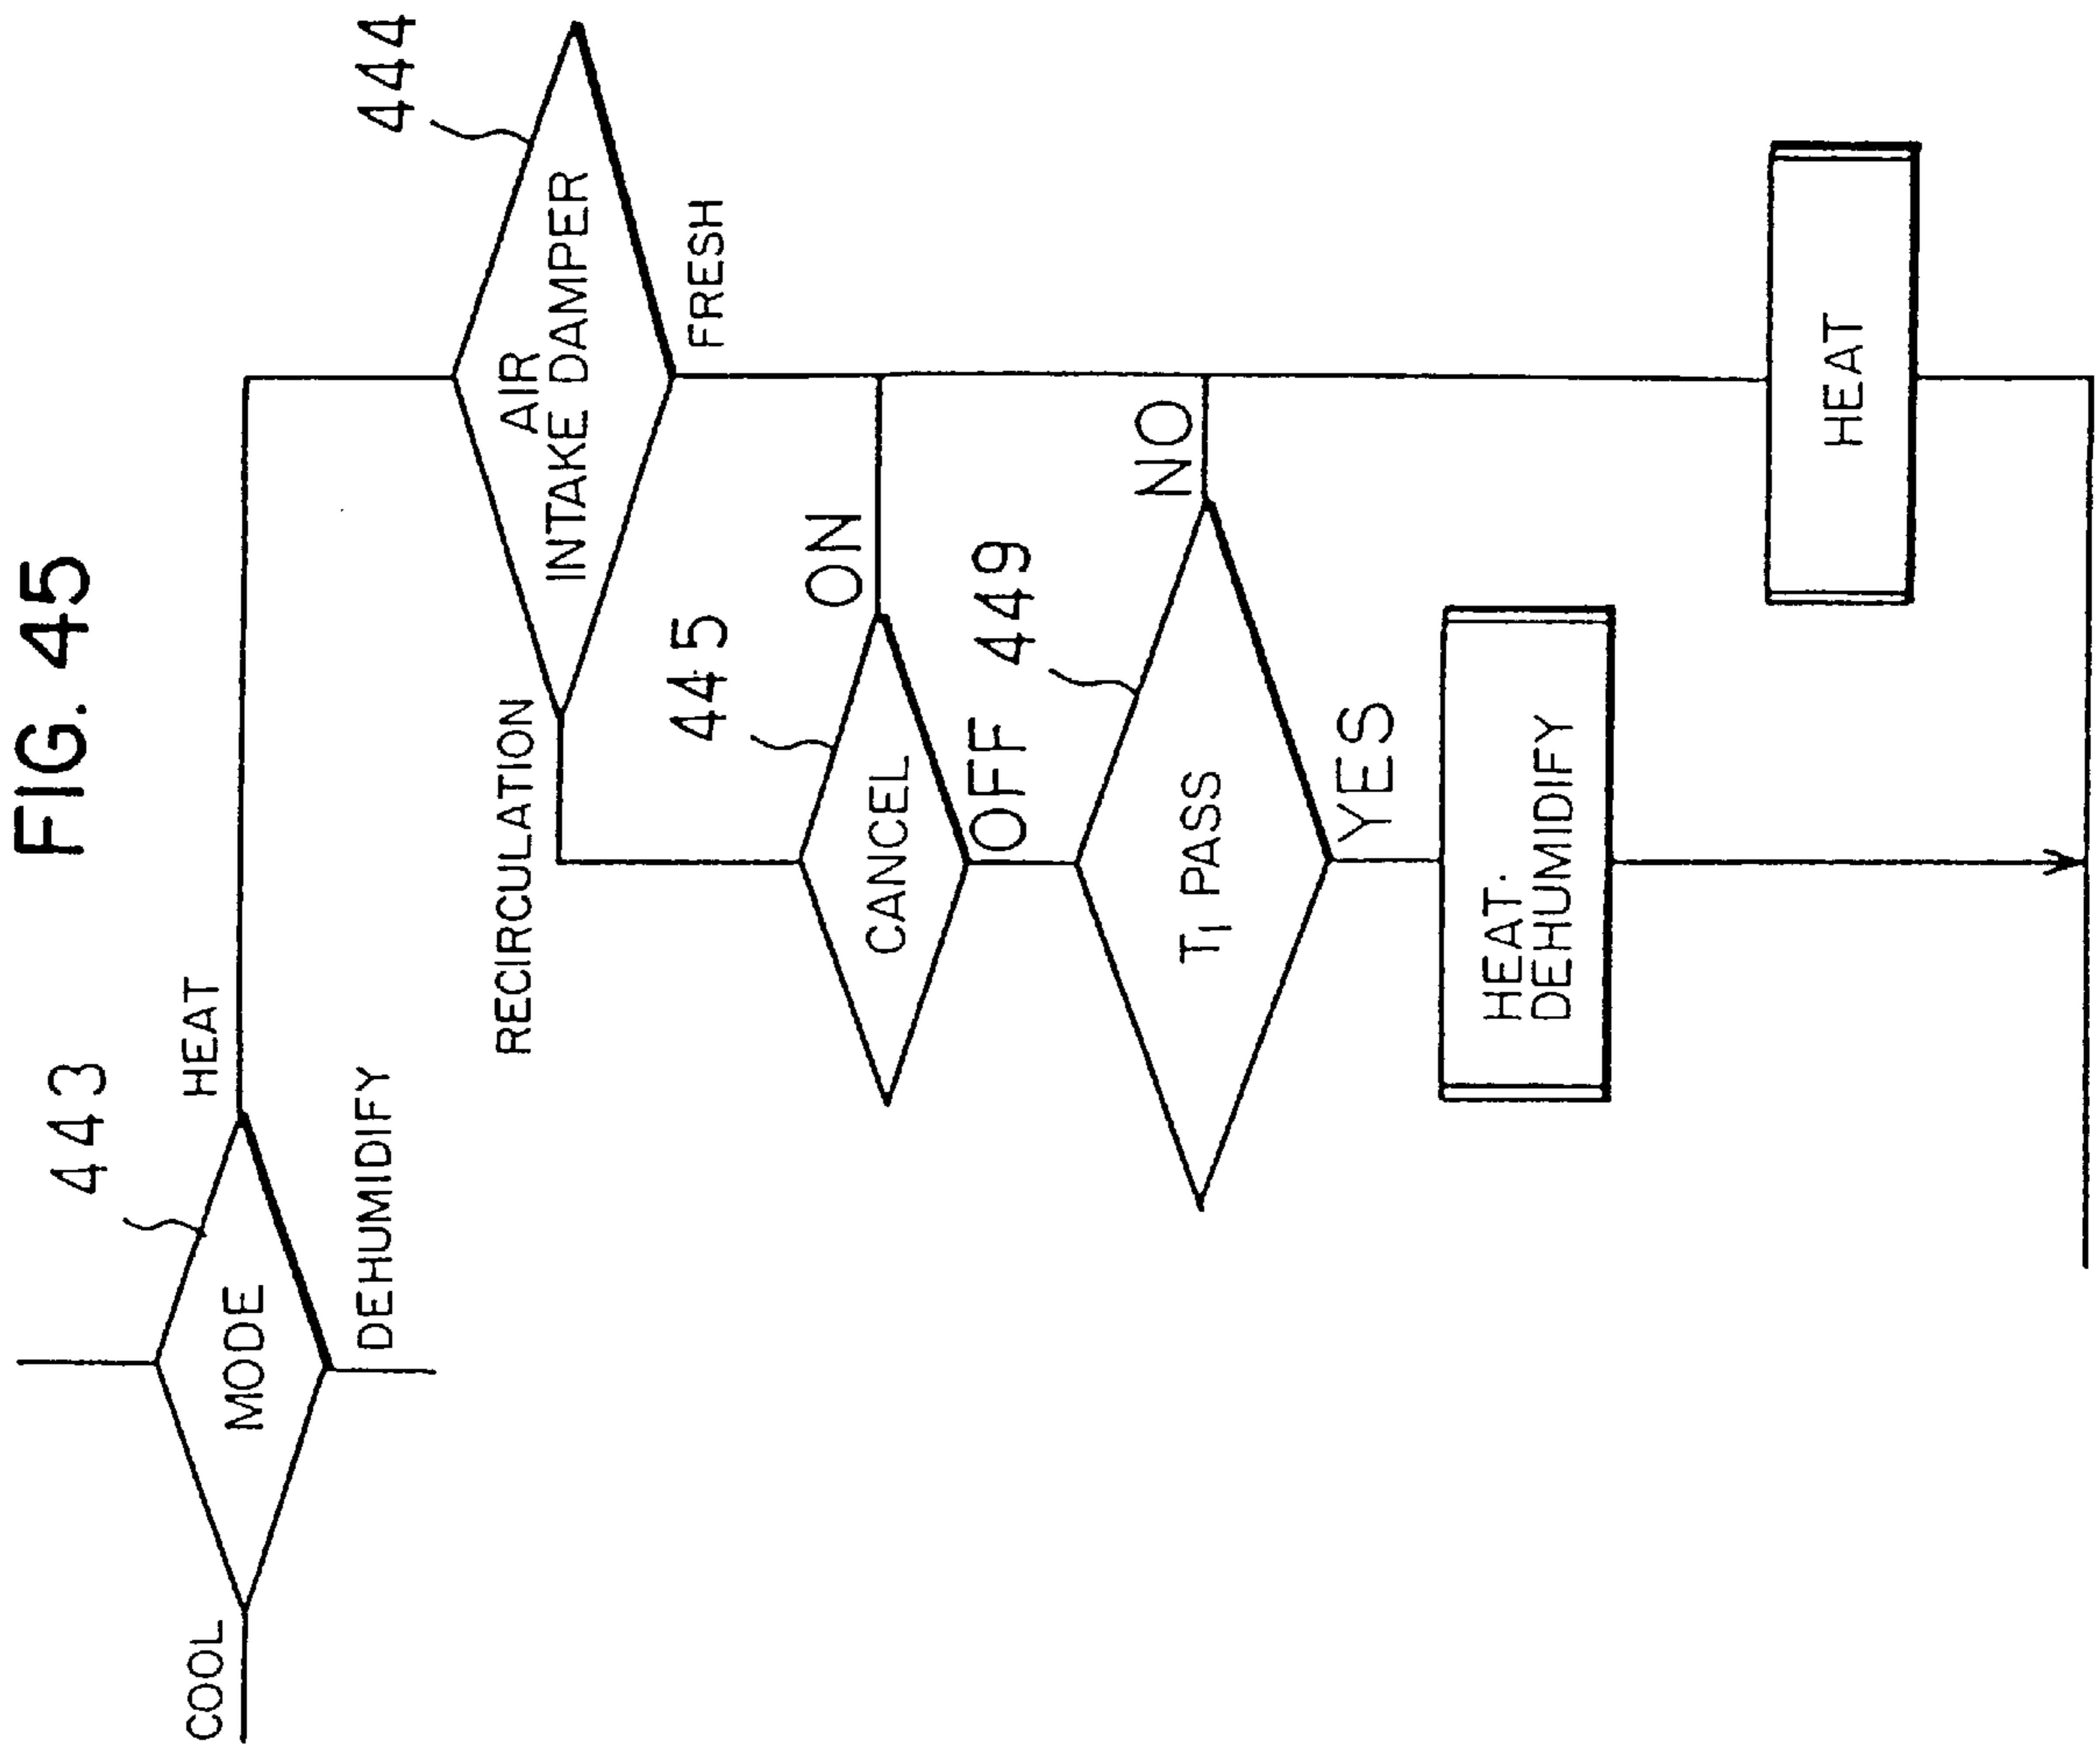 FIG. 45
443
COOL
MODE
HEAT
DEHUMIDIFY
444
AIR
INTAKE DAMPER
RECIRCULATION
FRESH
445
CANCEL
ON
OFF
449
T1 PASS
NO
YES
HEAT·
DEHUMIDIFY
HEAT